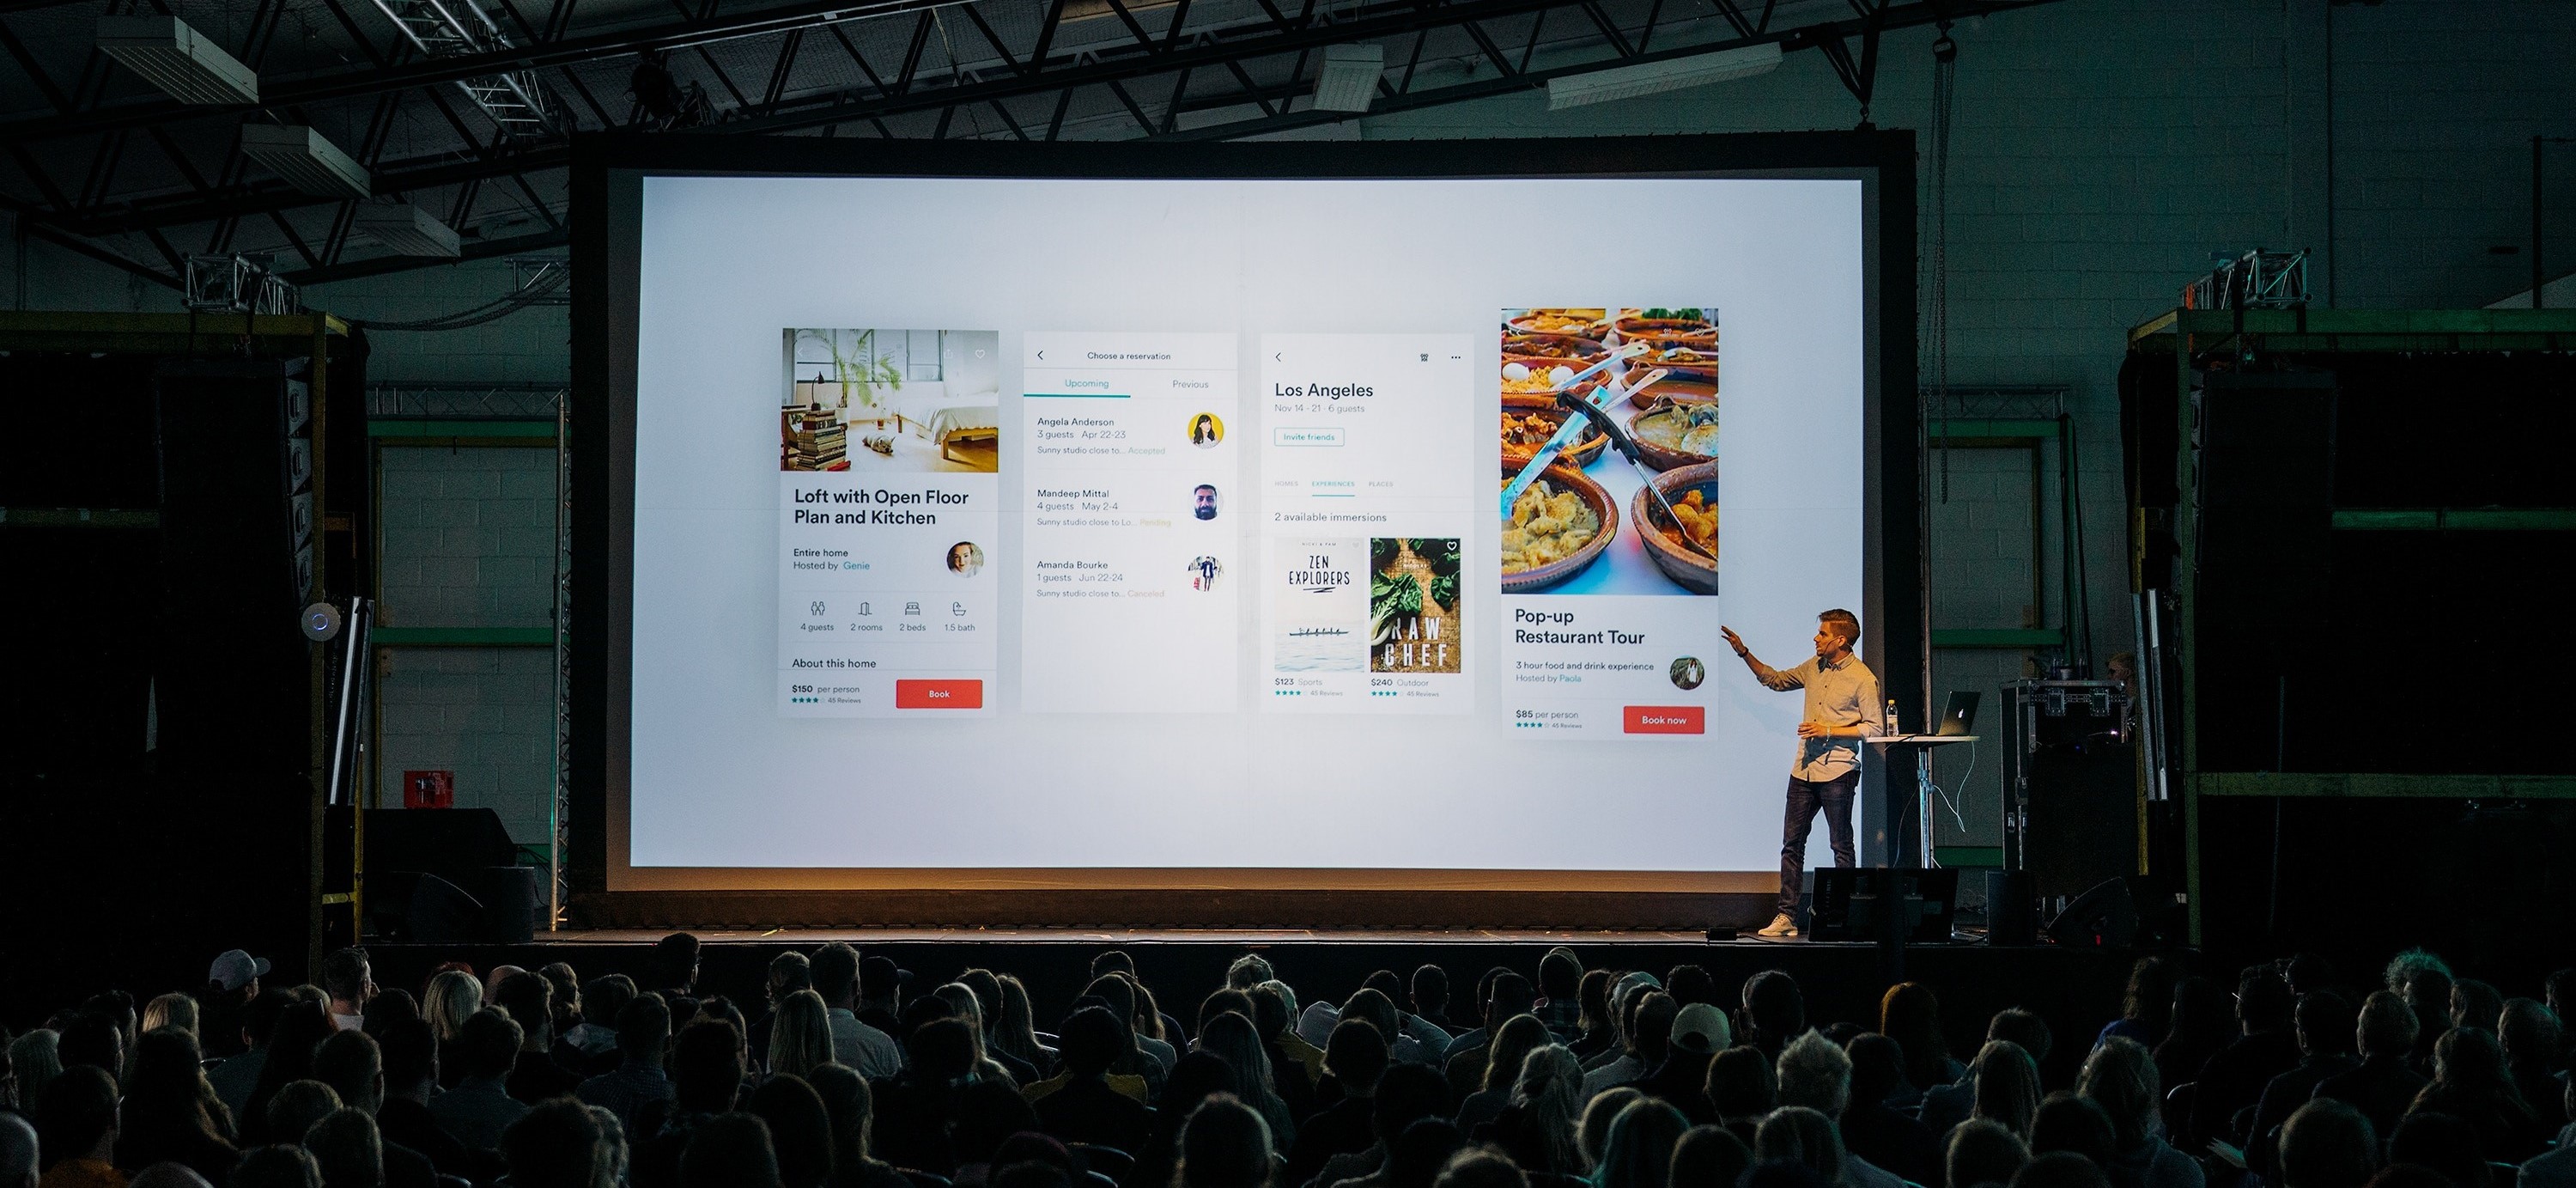 Loft with Open Floor
Plan and Kitchen
Entire home
Hosted by Genie
4 guests 2 rooms 2 beds 1.5 bath
About this home
$150 per person
45 Reviews
Book
Choose a reservation
Upcoming Previous
Angela Anderson
3 guests Apr 22-23
Sunny studio close to... Accepted
Mandeep Mittal
4 guests May 2-4
Sunny studio close to Lo... Pending
Amanda Bourke
1 guests Jun 22-24
Sunny studio close to... Canceled
Los Angeles
Nov 14 - 21 · 6 guests
Invite friends
HOMES EXPERIENCES PLACES
2 available immersions
ZEN
EXPLORERS
RAW
CHEF
$123 Sports
45 Reviews
$240 Outdoor
45 Reviews
Pop-up
Restaurant Tour
3 hour food and drink experience
Hosted by Paola
$85 per person
45 Reviews
Book now